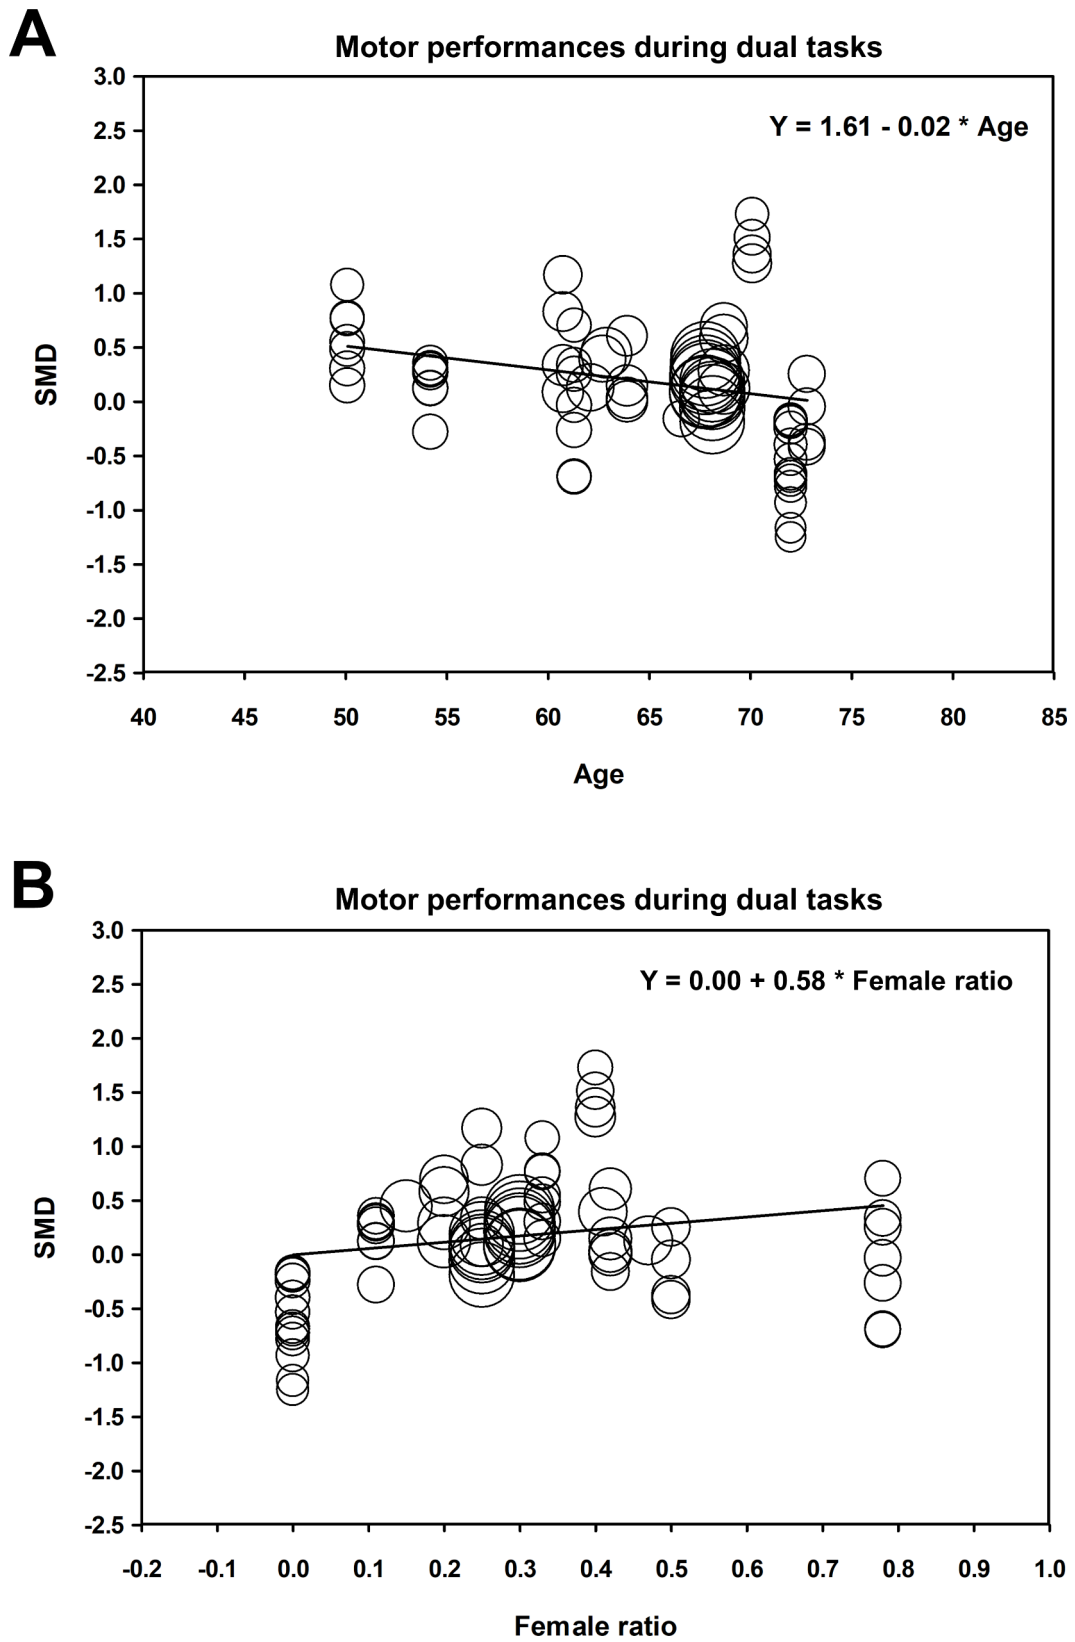 A
Motor performances during dual tasks
Y = 1.61 - 0.02 * Age
3.0
2.5
2.0
1.5
1.0
0.5
0.0
-0.5
-1.0
-1.5
-2.0
-2.5
SMD
40 45 50 55 60 65 70 75 80 85
Age
B
Motor performances during dual tasks
Y = 0.00 + 0.58 * Female ratio
3.0
2.5
2.0
1.5
1.0
0.5
0.0
-0.5
-1.0
-1.5
-2.0
-2.5
SMD
-0.2 -0.1 0.0 0.1 0.2 0.3 0.4 0.5 0.6 0.7 0.8 0.9 1.0
Female ratio